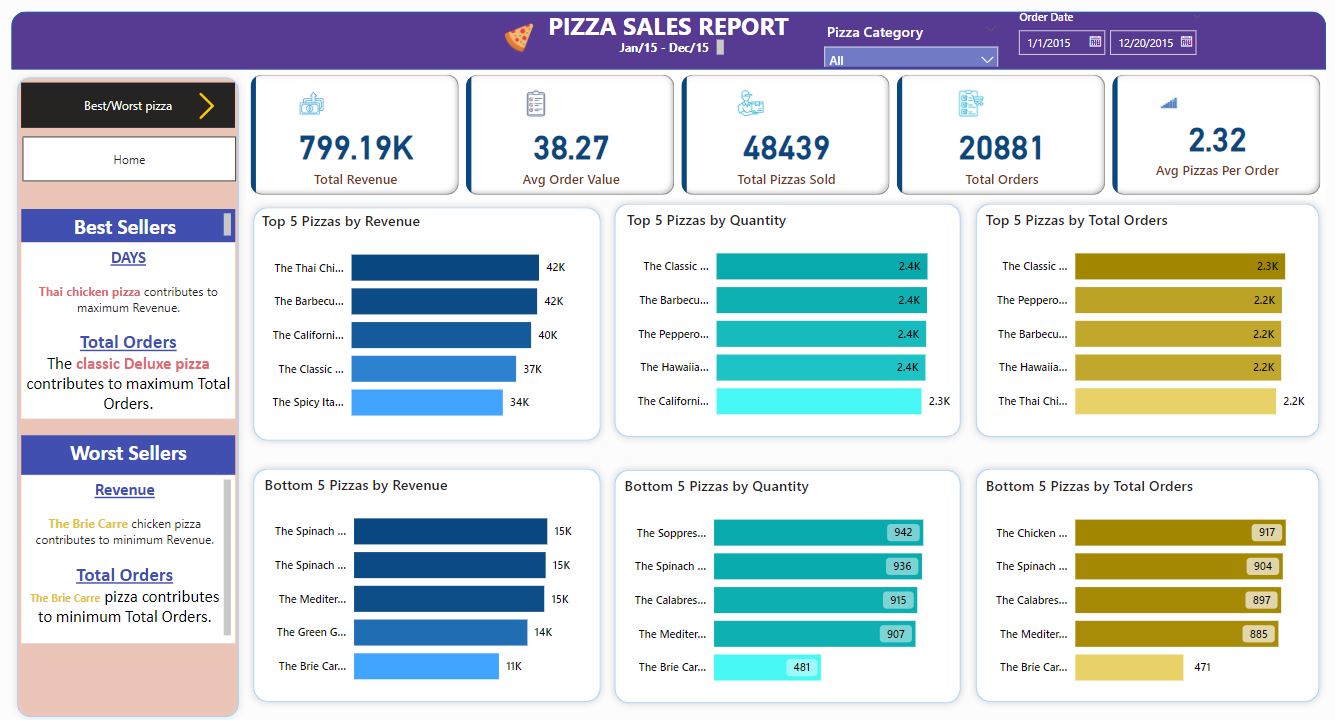 PIZZA SALES REPORT
Jan/15 - Dec/15
Pizza Category
All
Order Date
1/1/2015
12/20/2015
Best/Worst pizza
Home
Best Sellers
DAYS
Thai chicken pizza contributes to
maximum Revenue.
Total Orders
The classic Deluxe pizza
contributes to maximum Total
Orders.
Worst Sellers
Revenue
The Brie Carre chicken pizza
contributes to minimum Revenue.
Total Orders
The Brie Carre pizza contributes
to minimum Total Orders.
799.19K
Total Revenue
38.27
Avg Order Value
48439
Total Pizzas Sold
20881
Total Orders
2.32
Avg Pizzas Per Order
Top 5 Pizzas by Revenue
The Thai Chi... 42K
The Barbecu... 42K
The Californi... 40K
The Classic ... 37K
The Spicy Ita... 34K
Top 5 Pizzas by Quantity
The Classic ... 2.4K
The Barbecu... 2.4K
The Peppero... 2.4K
The Hawaiia... 2.4K
The Californi... 2.3K
Top 5 Pizzas by Total Orders
The Classic ... 2.3K
The Peppero... 2.2K
The Barbecu... 2.2K
The Hawaiia... 2.2K
The Thai Chi... 2.2K
Bottom 5 Pizzas by Revenue
The Spinach ... 15K
The Spinach ... 15K
The Mediter... 15K
The Green G... 14K
The Brie Car... 11K
Bottom 5 Pizzas by Quantity
The Soppres... 942
The Spinach ... 936
The Calabres... 915
The Mediter... 907
The Brie Car... 481
Bottom 5 Pizzas by Total Orders
The Chicken ... 917
The Spinach ... 904
The Calabres... 897
The Mediter... 885
The Brie Car... 471